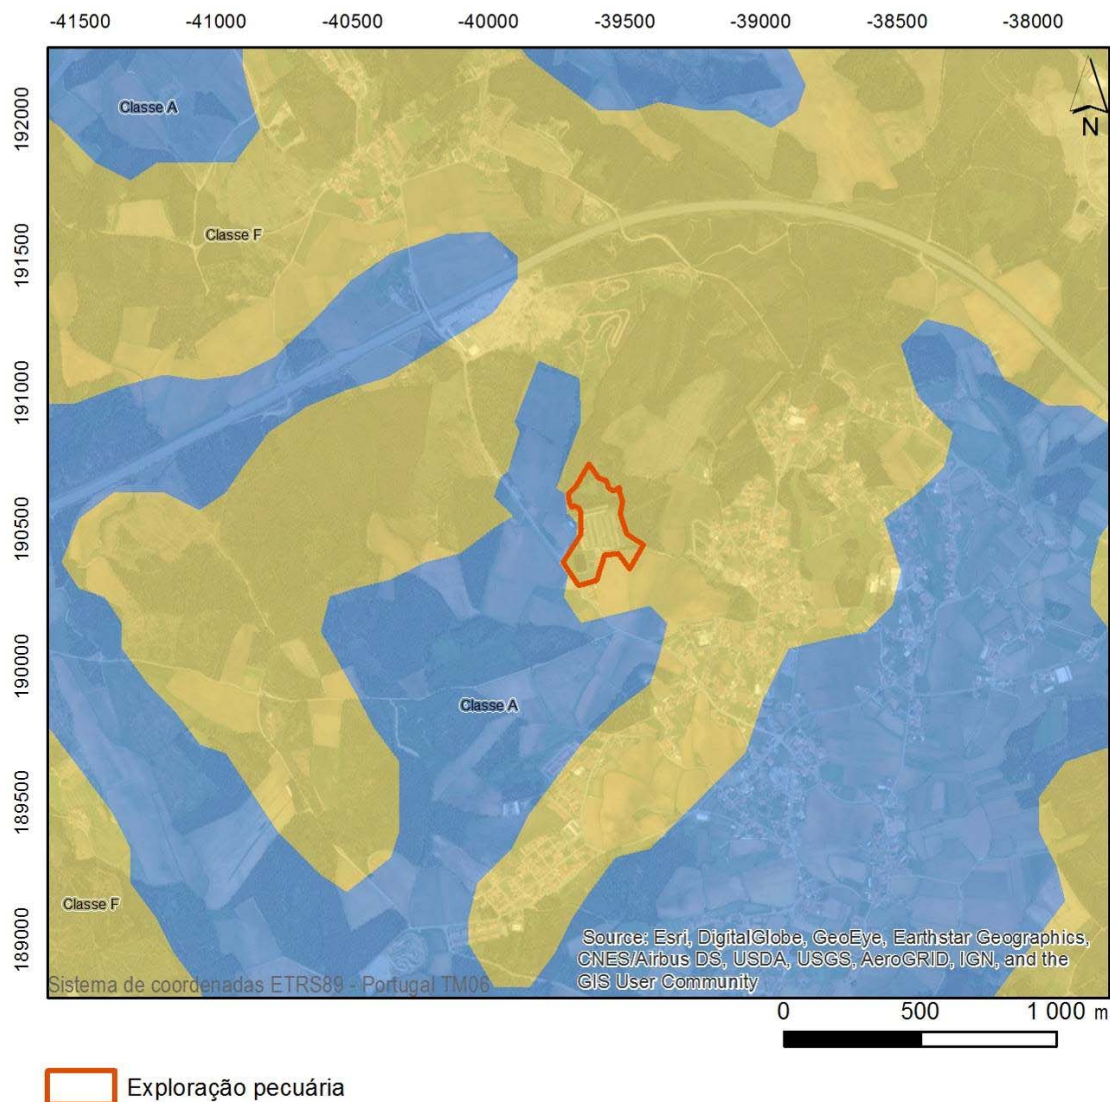 -41500 -41000 -40500 -40000 -39500 -39000 -38500 -38000
192000
191500
191000
190500
190000
189500
189000
N
Classe A
Classe F
Classe A
Classe F
Source: Esri, DigitalGlobe, GeoEye, Earthstar Geographics,
CNES/Airbus DS, USDA, USGS, AeroGRID, IGN, and the
GIS User Community
Sistema de coordenadas ETRS89 - Portugal TM06
0 500 1 000 m
Exploração pecuária